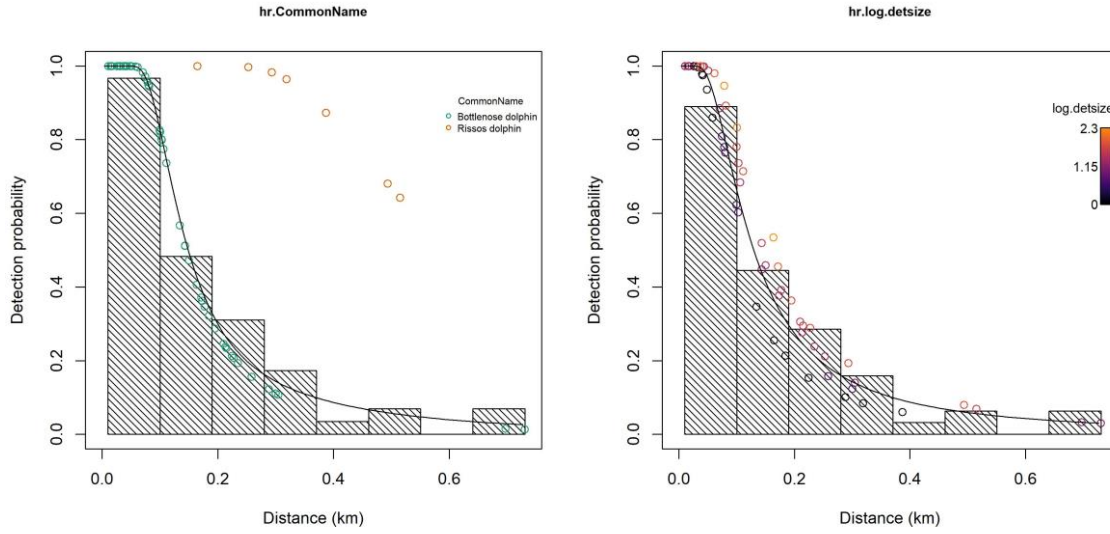 hr.CommonName
Detection probability
1.0
0.8
0.6
0.4
0.2
0.0
CommonName
Bottlenose dolphin
Rissos dolphin
0.0 0.2 0.4 0.6
Distance (km)
hr.log.detsize
Detection probability
1.0
0.8
0.6
0.4
0.2
0.0
log.detsize
2.3
1.15
0
0.0 0.2 0.4 0.6
Distance (km)